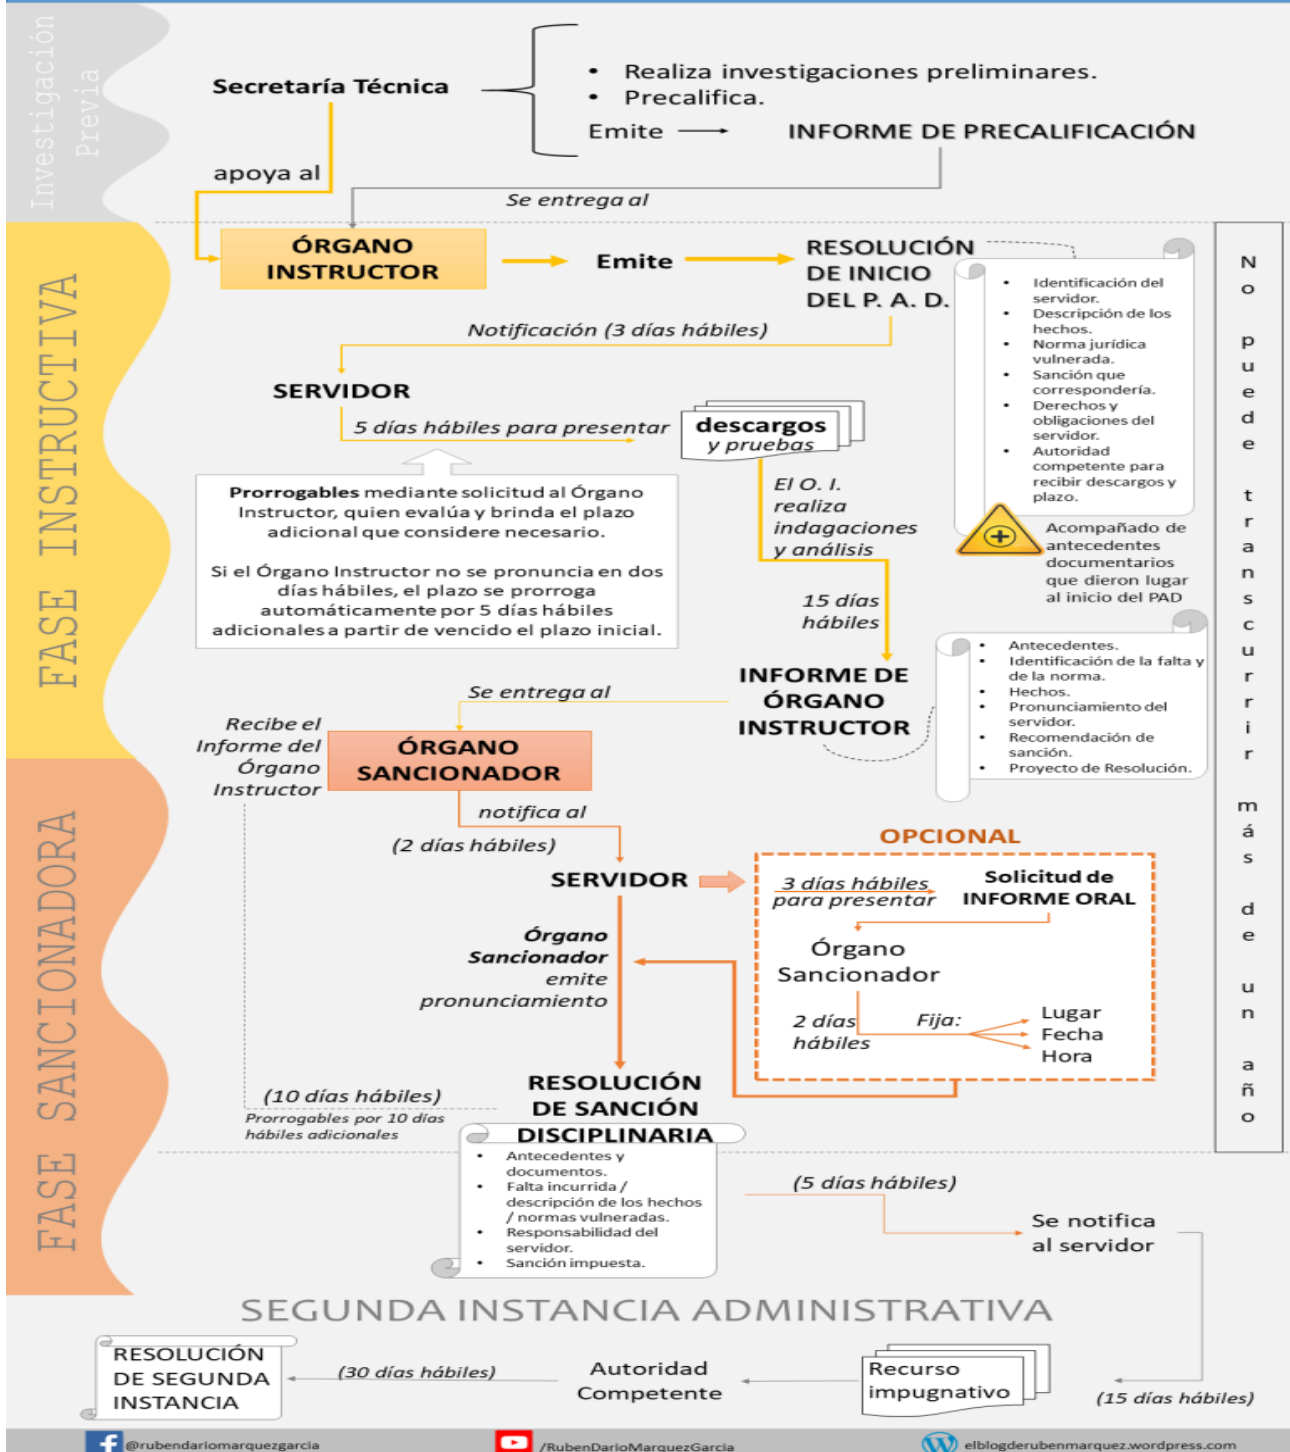 Investigación
Previa
Secretaría Técnica
• Realiza investigaciones preliminares.
• Precalifica.
Emite
INFORME DE PRECALIFICACIÓN
apoya al
Se entrega al
FASE INSTRUCTIVA
ÓRGANO
INSTRUCTOR
Emite
RESOLUCIÓN
DE INICIO
DEL P. A. D.
• Identificación del
servidor.
• Descripción de los
hechos.
• Norma jurídica
vulnerada.
• Sanción que
correspondería.
• Derechos y
obligaciones del
servidor.
• Autoridad
competente para
recibir descargos y
plazo.
Acompañado de
antecedentes
documentarios
que dieron lugar
al inicio del PAD
No puede transcurrir más de un año
Notificación (3 días hábiles)
SERVIDOR
5 días hábiles para presentar
descargos
y pruebas
Prorrogables mediante solicitud al Órgano
Instructor, quien evalúa y brinda el plazo
adicional que considere necesario.
Si el Órgano Instructor no se pronuncia en dos
días hábiles, el plazo se prorroga
automáticamente por 5 días hábiles
adicionales a partir de vencido el plazo inicial.
El O. I.
realiza
indagaciones
y análisis
15 días
hábiles
INFORME DE
ÓRGANO
INSTRUCTOR
• Antecedentes.
• Identificación de la falta y
de la norma.
• Hechos.
• Pronunciamiento del
servidor.
• Recomendación de
sanción.
• Proyecto de Resolución.
Se entrega al
FASE SANCIONADORA
Recibe el
Informe del
Órgano
Instructor
ÓRGANO
SANCIONADOR
notifica al
(2 días hábiles)
SERVIDOR
OPCIONAL
3 días hábiles
para presentar
Solicitud de
INFORME ORAL
Órgano
Sancionador
2 días
hábiles
Fija:
Lugar
Fecha
Hora
Órgano
Sancionador
emite
pronunciamiento
(10 días hábiles)
Prorrogables por 10 días
hábiles adicionales
RESOLUCIÓN
DE SANCIÓN
DISCIPLINARIA
• Antecedentes y
documentos.
• Falta incurrida /
descripción de los hechos
/ normas vulneradas.
• Responsabilidad del
servidor.
• Sanción impuesta.
(5 días hábiles)
Se notifica
al servidor
SEGUNDA INSTANCIA ADMINISTRATIVA
(15 días hábiles)
Recurso
impugnativo
Autoridad
Competente
(30 días hábiles)
RESOLUCIÓN
DE SEGUNDA
INSTANCIA
@rubendariomarquezgarcia
/RubenDarioMarquezGarcia
elblogderubenmarquez.wordpress.com